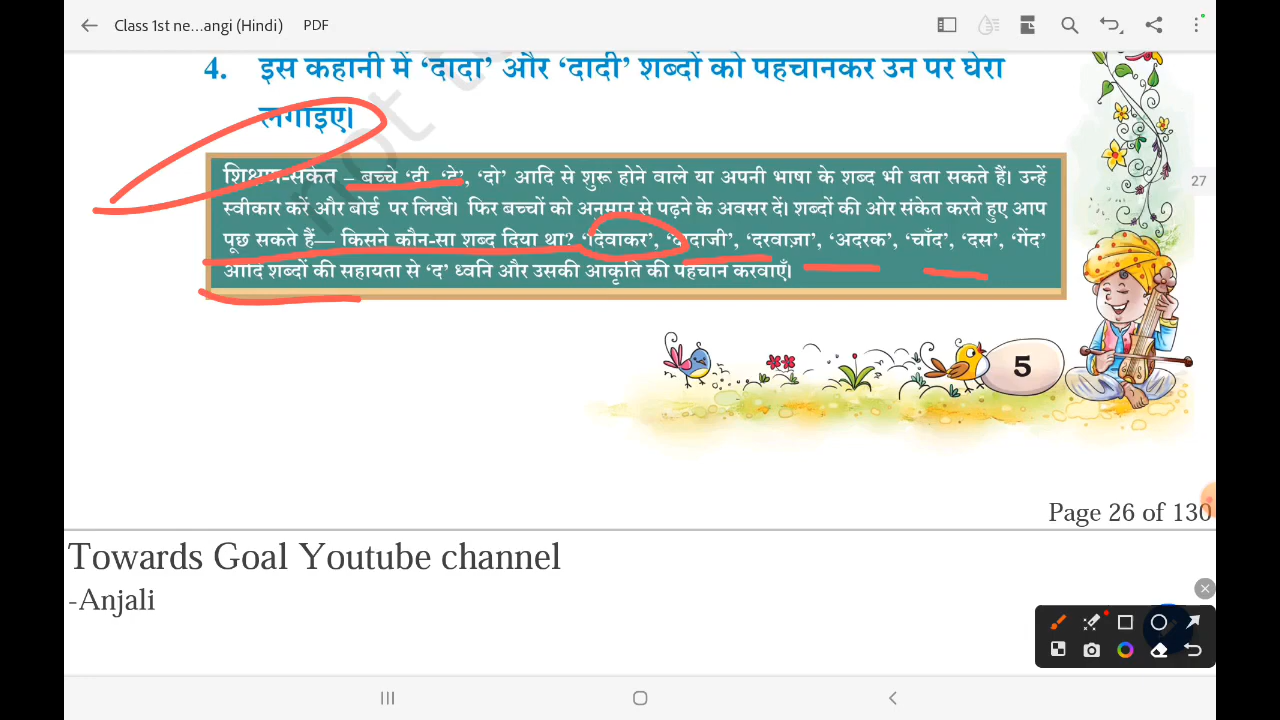 Class 1st ne...angi (Hindi) PDF
4. इस कहानी में ‘दादा’ और ‘दादी’ शब्दों को पहचानकर उन पर घेरा
लगाइए।
शिक्षण-संकेत – बच्चे ‘दी, ‘दे’, ‘दो’ आदि से शुरू होने वाले या अपनी भाषा के शब्द भी बता सकते हैं। उन्हें
स्वीकार करें और बोर्ड पर लिखें। फिर बच्चों को अनुमान से पढ़ने के अवसर दें। शब्दों की ओर संकेत करते हुए आप
पूछ सकते हैं— किसने कौन-सा शब्द दिया था? ‘दिवाकर’, ‘दादाजी’, ‘दरवाज़ा’, ‘अदरक’, ‘चाँद’, ‘दस’, ‘गेंद’
आदि शब्दों की सहायता से ‘द’ ध्वनि और उसकी आकृति की पहचान करवाएँ।
27
5
Page 26 of 130
Towards Goal Youtube channel
-Anjali